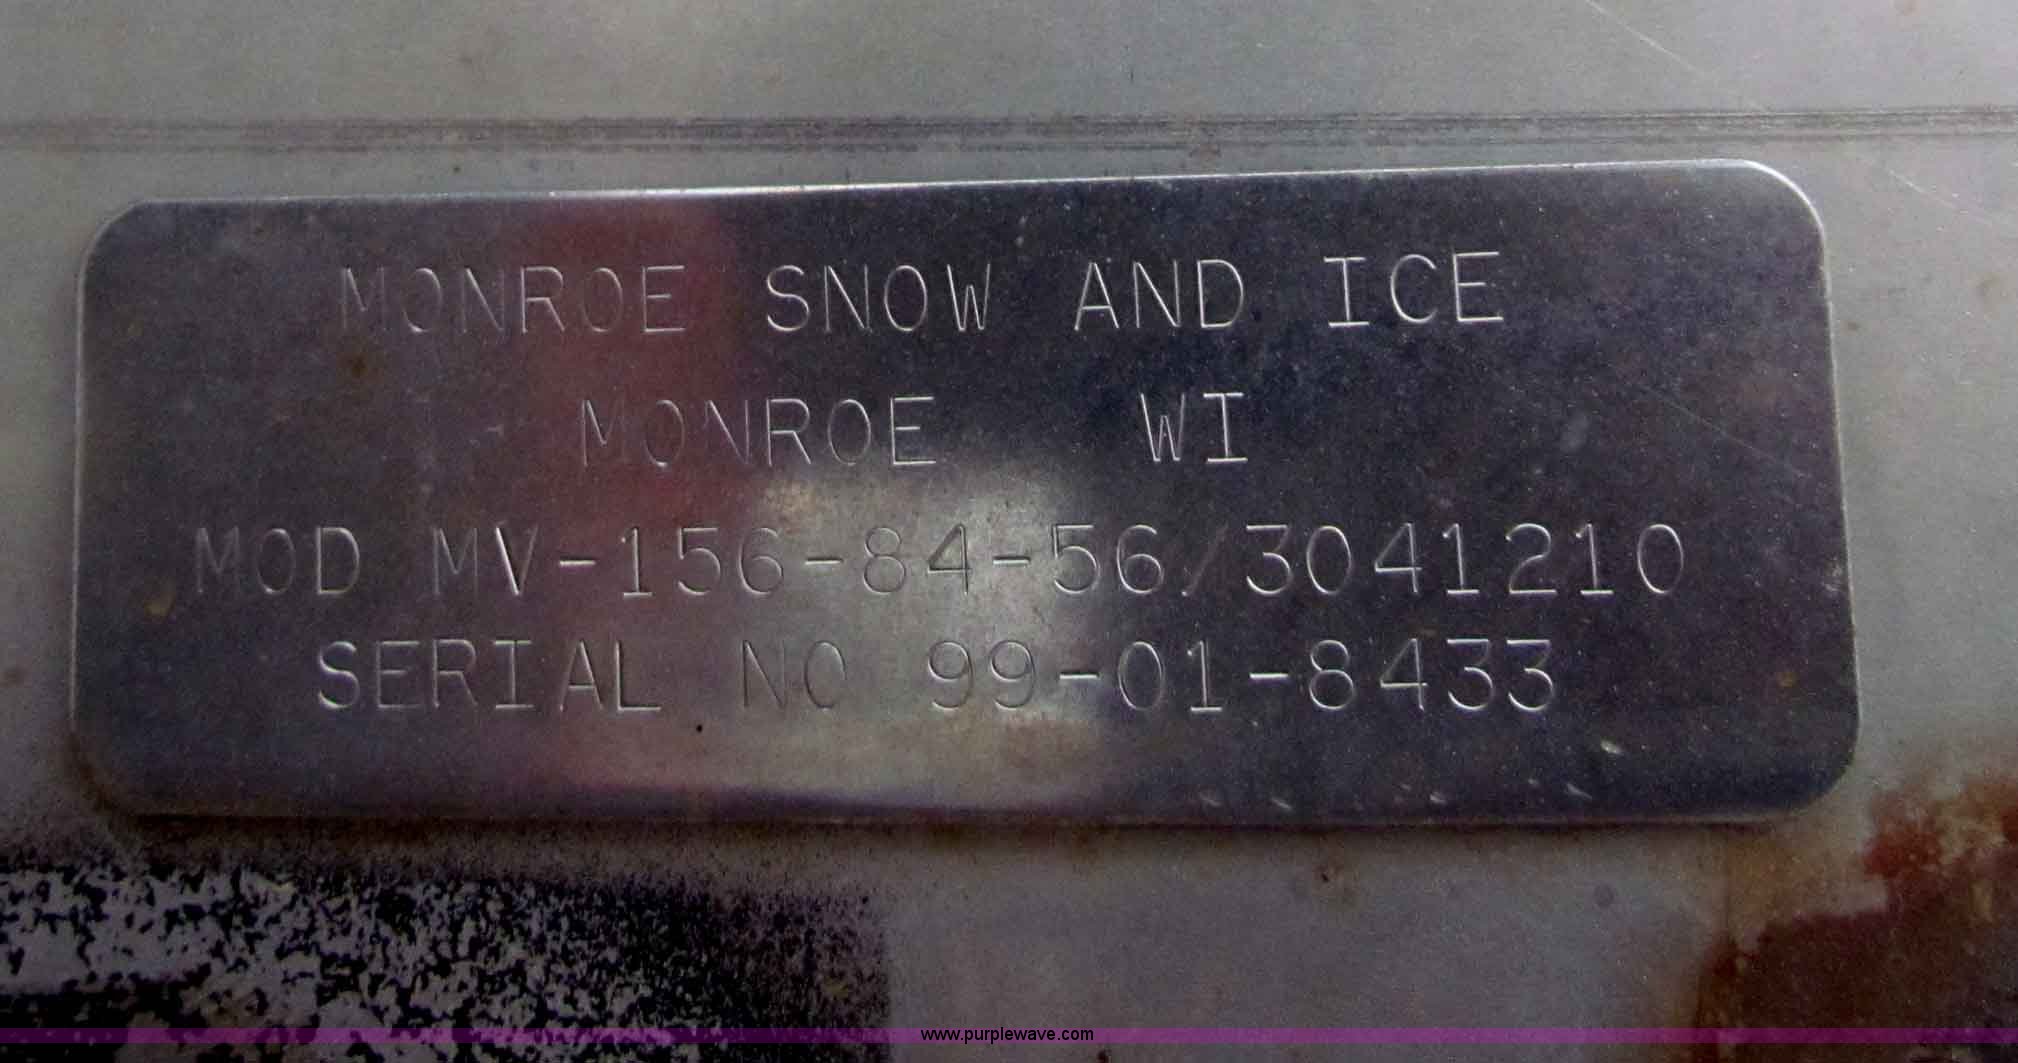 MONROE SNOW AND ICE
MONROE WI
MOD MV-156-84-56/3041210
SERIAL NO 99-01-8433
www.purplewave.com